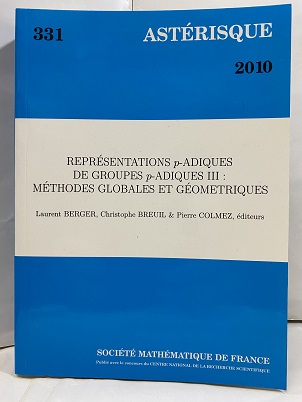 331 ASTÉRISQUE
2010
REPRÉSENTATIONS p-ADIQUES
DE GROUPES p-ADIQUES III :
MÉTHODES GLOBALES ET GÉOMETRIQUES
Laurent BERGER, Christophe BREUIL & Pierre COLMEZ, éditeurs
SOCIÉTÉ MATHÉMATIQUE DE FRANCE
Publié avec le concours du CENTRE NATIONAL DE LA RECHERCHE SCIENTIFIQUE